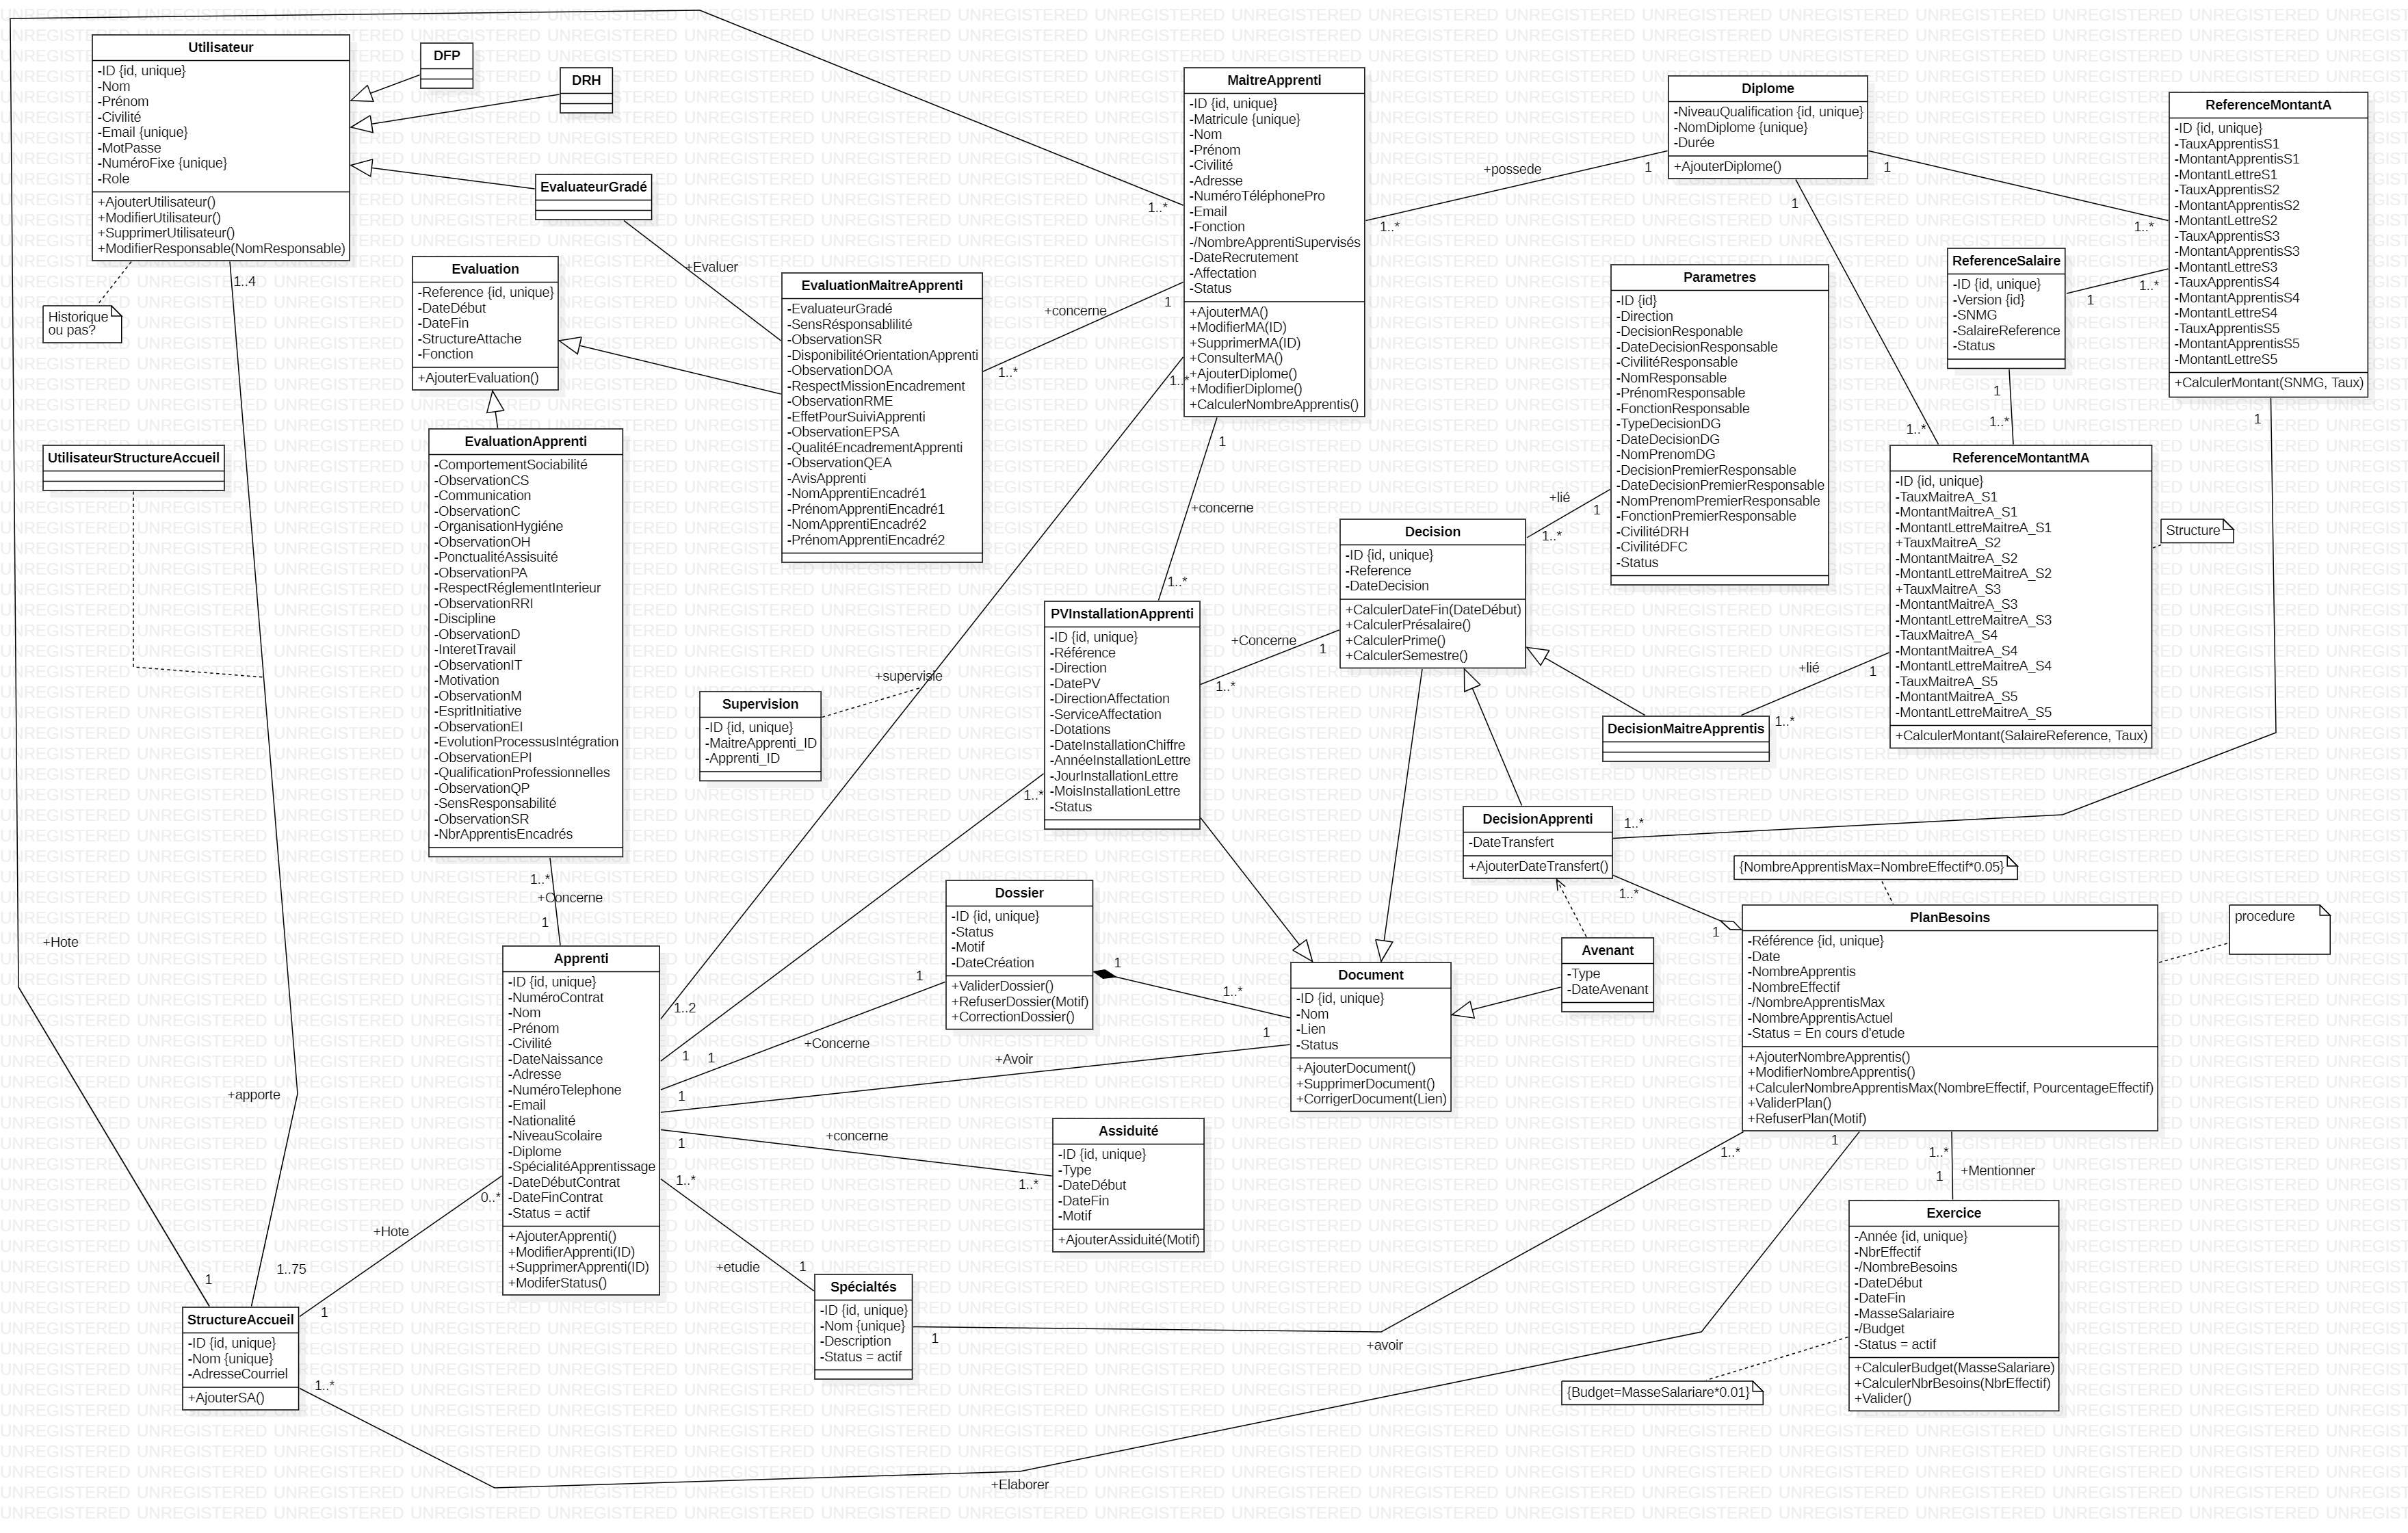 Utilisateur
-ID {id, unique}
-Nom
-Prénom
-Civilité
-Email {unique}
-MotPasse
-NuméroFixe {unique}
-Role
+AjouterUtilisateur()
+ModifierUtilisateur()
+SupprimerUtilisateur()
+ModifierResponsable(NomResponsable)
DFP
DRH
EvaluateurGradé
1..4
Historique
ou pas?
Evaluation
-Reference {id, unique}
-DateDébut
-DateFin
-StructureAttache
-Fonction
+AjouterEvaluation()
+Evaluer
EvaluationMaitreApprenti
-EvaluateurGradé
-SensRésponsablilité
-ObservationSR
-DisponibilitéOrientationApprenti
-ObservationDOA
-RespectMissionEncadrement
-ObservationRME
-EffetPourSuiviApprenti
-ObservationEPSA
-QualitéEncadrementApprenti
-ObservationQEA
-AvisApprenti
-NomApprentiEncadré1
-PrénomApprentiEncadré1
-NomApprentiEncadré2
-PrénomApprentiEncadré2
+concerne
1
1..*
MaitreApprenti
-ID {id, unique}
-Matricule {unique}
-Nom
-Prénom
-Civilité
-Adresse
-NuméroTéléphonePro
-Email
-Fonction
-/NombreApprentiSupervisés
-DateRecrutement
-Affectation
-Status
+AjouterMA()
+ModifierMA(ID)
+SupprimerMA(ID)
+ConsulterMA()
+AjouterDiplome()
+ModifierDiplome()
+CalculerNombreApprentis()
1..*
1..*
+possede
1
1..*
Diplome
-NiveauQualification {id, unique}
-NomDiplome {unique}
-Durée
+AjouterDiplome()
1
1..*
1
1..*
ReferenceMontantA
-ID {id, unique}
-TauxApprentisS1
-MontantApprentisS1
-MontantLettreS1
-TauxApprentisS2
-MontantApprentisS2
-MontantLettreS2
-TauxApprentisS3
-MontantApprentisS3
-MontantLettreS3
-TauxApprentisS4
-MontantApprentisS4
-MontantLettreS4
-TauxApprentisS5
-MontantApprentisS5
-MontantLettreS5
+CalculerMontant(SNMG, Taux)
1
ReferenceSalaire
-ID {id, unique}
-Version {id}
-SNMG
-SalaireReference
-Status
1
1..*
1
1..*
Parametres
-ID {id}
-Direction
-DecisionResponable
-DateDecisionResponsable
-CivilitéResponsable
-NomResponsable
-PrénomResponsable
-FonctionResponsable
-TypeDecisionDG
-DateDecisionDG
-NomPrenomDG
-DecisionPremierResponsable
-DateDecisionPremierResponsable
-NomPrenomPremierResponsable
-FonctionPremierResponsable
-CivilitéDRH
-CivilitéDFC
-Status
+lié
1
1..*
ReferenceMontantMA
-ID {id, unique}
-TauxMaitreA_S1
-MontantMaitreA_S1
-MontantLettreMaitreA_S1
+TauxMaitreA_S2
-MontantMaitreA_S2
-MontantLettreMaitreA_S2
+TauxMaitreA_S3
-MontantMaitreA_S3
-MontantLettreMaitreA_S3
-TauxMaitreA_S4
-MontantMaitreA_S4
-MontantLettreMaitreA_S4
-TauxMaitreA_S5
-MontantMaitreA_S5
-MontantLettreMaitreA_S5
+CalculerMontant(SalaireReference, Taux)
Structure
UtilisateurStructureAccueil
EvaluationApprenti
-ComportementSociabilité
-ObservationCS
-Communication
-ObservationC
-OrganisationHygiéne
-ObservationOH
-PonctualitéAssisuité
-ObservationPA
-RespectRéglementInterieur
-ObservationRRI
-Discipline
-ObservationD
-InteretTravail
-ObservationIT
-Motivation
-ObservationM
-EspritInitiative
-ObservationEI
-EvolutionProcessusIntégration
-ObservationEPI
-QualificationProfessionnelles
-ObservationQP
-SensResponsabilité
-ObservationSR
-NbrApprentisEncadrés
1..*
+Concerne
1
1
+concerne
1..*
Decision
-ID {id, unique}
-Reference
-DateDecision
+CalculerDateFin(DateDébut)
+CalculerPrésalaire()
+CalculerPrime()
+CalculerSemestre()
PVInstallationApprenti
-ID {id, unique}
-Référence
-Direction
-DatePV
-DirectionAffectation
-ServiceAffectation
-Dotations
-DateInstallationChiffre
-AnnéeInstallationLettre
-JourInstallationLettre
-MoisInstallationLettre
-Status
+Concerne
1
1..*
+supervisie
Supervision
-ID {id, unique}
-MaitreApprenti_ID
-Apprenti_ID
+lié
1
1..*
DecisionMaitreApprentis
DecisionApprenti
-DateTransfert
+AjouterDateTransfert()
1..*
1..*
1
{NombreApprentisMax=NombreEffectif*0.05}
1..*
Dossier
-ID {id, unique}
-Status
-Motif
-DateCréation
+ValiderDossier()
+RefuserDossier(Motif)
+CorrectionDossier()
1
1..*
Document
-ID {id, unique}
-Nom
-Lien
-Status
+AjouterDocument()
+SupprimerDocument()
+CorrigerDocument(Lien)
Avenant
-Type
-DateAvenant
PlanBesoins
-Référence {id, unique}
-Date
-NombreApprentis
-NombreEffectif
-/NombreApprentisMax
-NombreApprentisActuel
-Status = En cours d'etude
+AjouterNombreApprentis()
+ModifierNombreApprentis()
+CalculerNombreApprentisMax(NombreEffectif, PourcentageEffectif)
+ValiderPlan()
+RefuserPlan(Motif)
procedure
+Hote
Apprenti
-ID {id, unique}
-NuméroContrat
-Nom
-Prénom
-Civilité
-DateNaissance
-Adresse
-NuméroTelephone
-Email
-Nationalité
-NiveauScolaire
-Diplome
-SpécialitéApprentissage
-DateDébutContrat
-DateFinContrat
-Status = actif
+AjouterApprenti()
+ModifierApprenti(ID)
+SupprimerApprenti(ID)
+ModiferStatus()
1..2
1
1
+Concerne
1
1
+Avoir
1
1
+concerne
1..*
Assiduité
-ID {id, unique}
-Type
-DateDébut
-DateFin
-Motif
+AjouterAssiduité(Motif)
+apporte
1..75
1
0..*
+Hote
1
1..*
+etudie
1
Spécialtés
-ID {id, unique}
-Nom {unique}
-Description
-Status = actif
1
+avoir
1..*
1
1..*
+Mentionner
1
Exercice
-Année {id, unique}
-NbrEffectif
-/NombreBesoins
-DateDébut
-DateFin
-MasseSalariaire
-/Budget
-Status = actif
+CalculerBudget(MasseSalariare)
+CalculerNbrBesoins(NbrEffectif)
+Valider()
{Budget=MasseSalariare*0.01}
StructureAccueil
-ID {id, unique}
-Nom {unique}
-AdresseCourriel
+AjouterSA()
1..*
+Elaborer